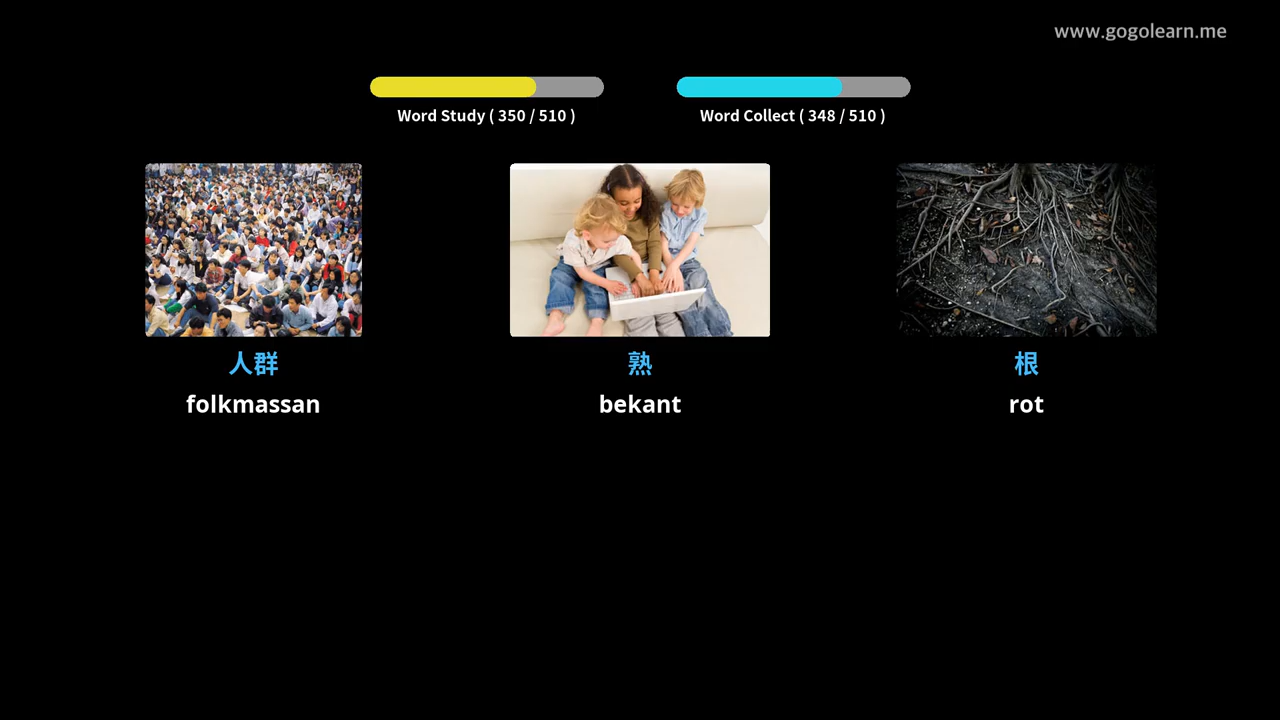 www.gogolearn.me
Word Study ( 350 / 510 )
Word Collect ( 348 / 510 )
人群
folkmassan
熟
bekant
根
rot